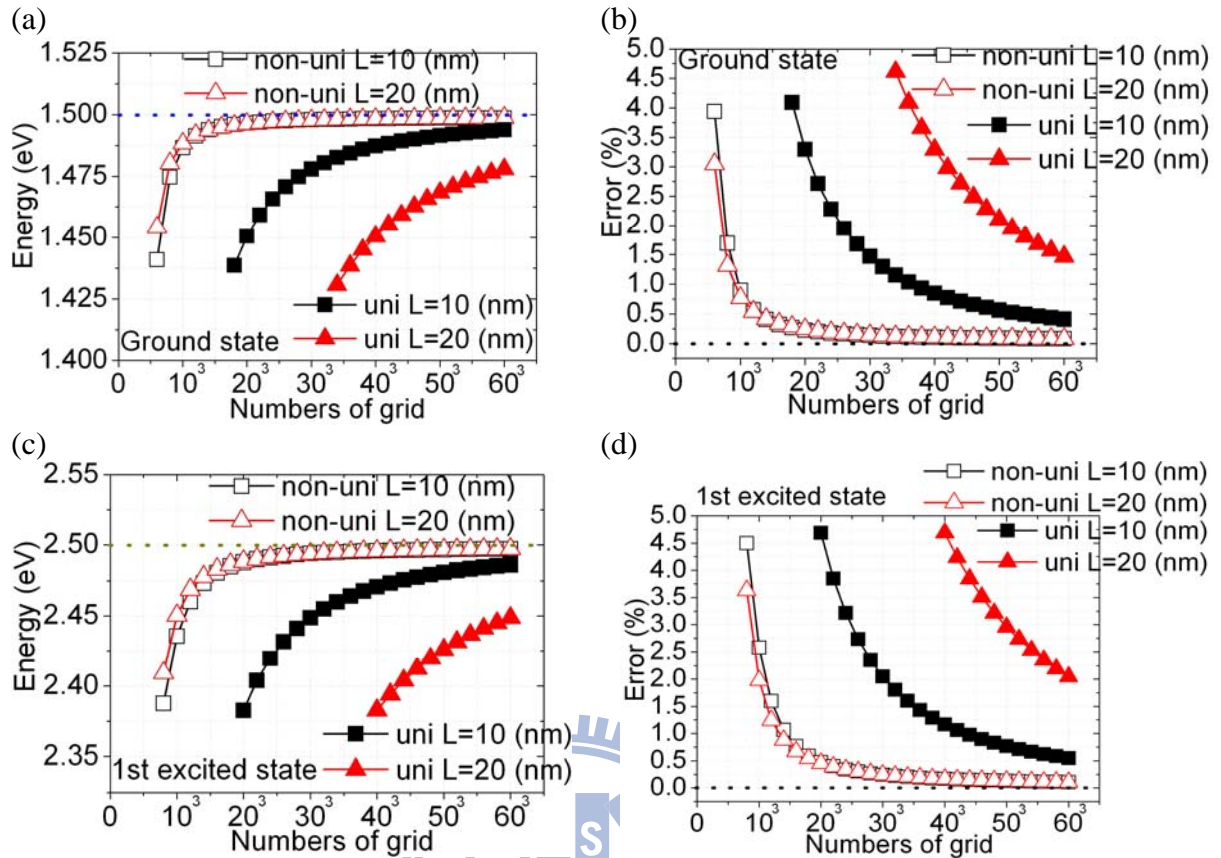 (a)
Energy (eV)
1.525
1.500
1.475
1.450
1.425
1.400
non-uni L=10 (nm)
non-uni L=20 (nm)
uni L=10 (nm)
uni L=20 (nm)
Ground state
0 10³ 20³ 30³ 40³ 50³ 60³
Numbers of grid
(b)
Error (%)
5.0
4.5
4.0
3.5
3.0
2.5
2.0
1.5
1.0
0.5
0.0
Ground state
non-uni L=10 (nm)
non-uni L=20 (nm)
uni L=10 (nm)
uni L=20 (nm)
0 10³ 20³ 30³ 40³ 50³ 60³
Numbers of grid
(c)
Energy (eV)
2.55
2.50
2.45
2.40
2.35
non-uni L=10 (nm)
non-uni L=20 (nm)
uni L=10 (nm)
uni L=20 (nm)
1st excited state
0 10³ 20³ 30³ 40³ 50³ 60³
Numbers of grid
(d)
1st excited state
non-uni L=10 (nm)
non-uni L=20 (nm)
uni L=10 (nm)
uni L=20 (nm)
Error (%)
5.0
4.5
4.0
3.5
3.0
2.5
2.0
1.5
1.0
0.5
0.0
0 10³ 20³ 30³ 40³ 50³ 60³
Numbers of grid
S